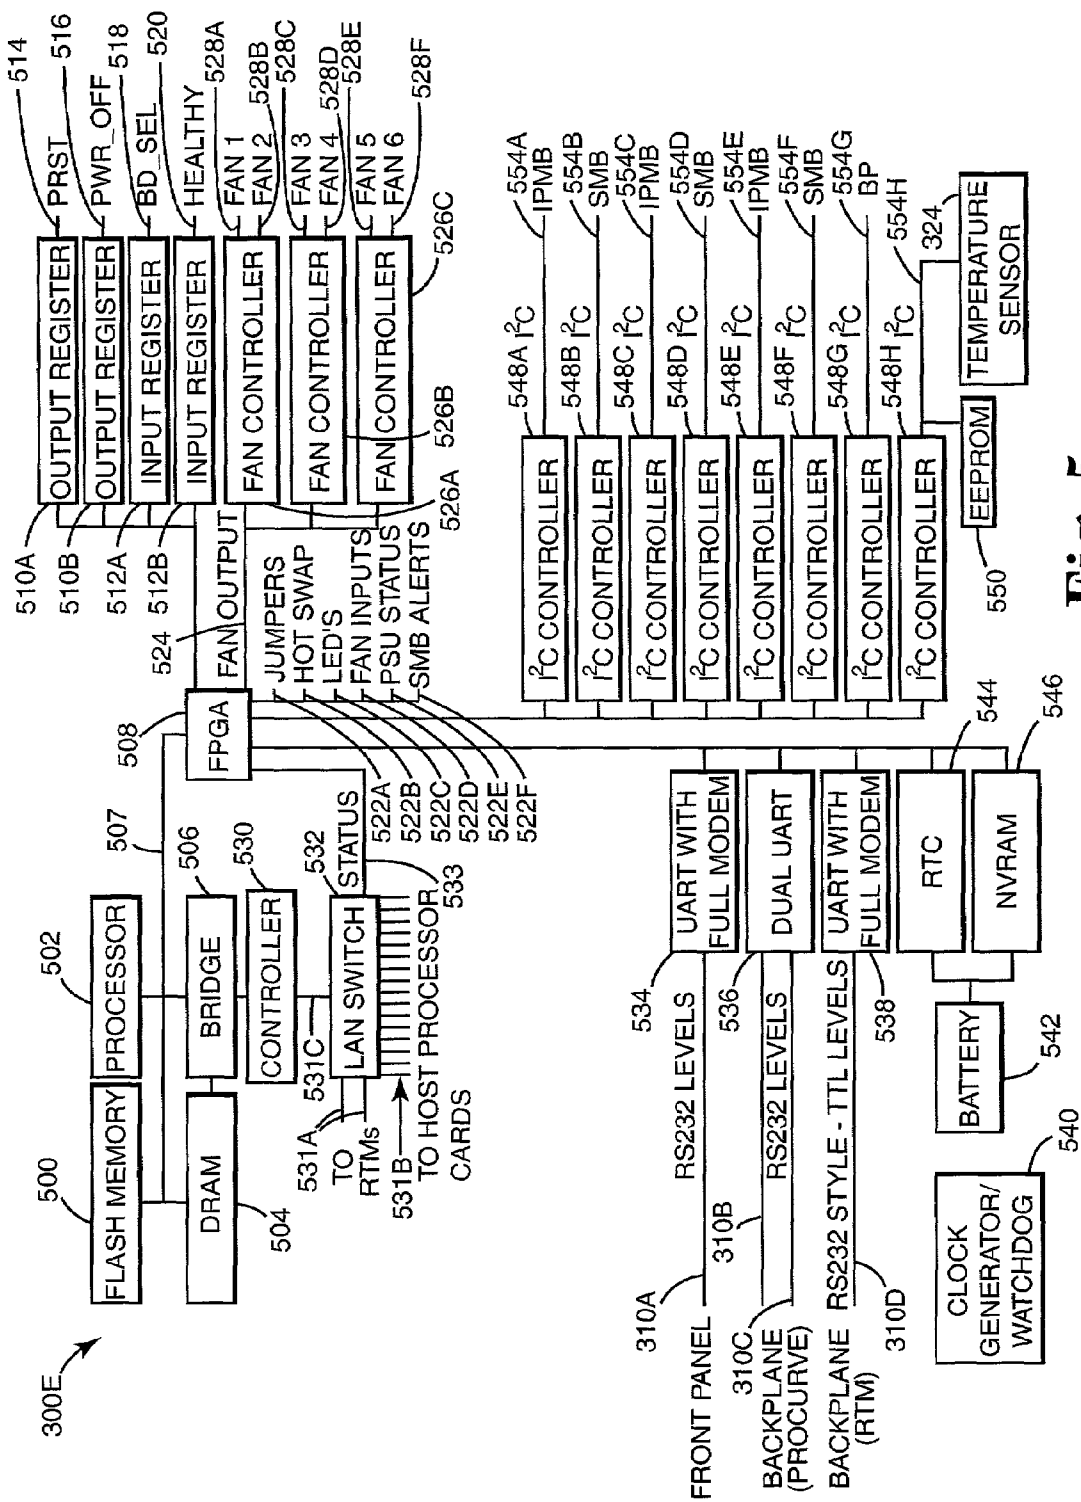 300E
500
502
FLASH MEMORY
PROCESSOR
507
508
DRAM
504
BRIDGE
506
FPGA
CONTROLLER
530
531C
531A
TO
RTMs
LAN SWITCH
532
STATUS
533
531B
TO HOST PROCESSOR
CARDS
510A
OUTPUT REGISTER
PRST
514
510B
OUTPUT REGISTER
PWR_OFF
516
512A
INPUT REGISTER
BD_SEL
518
512B
INPUT REGISTER
HEALTHY
520
524
FAN OUTPUT
FAN CONTROLLER
526A
FAN 1
528A
FAN 2
528B
FAN CONTROLLER
526B
FAN 3
528C
FAN 4
528D
FAN CONTROLLER
526C
FAN 5
528E
FAN 6
528F
JUMPERS
HOT SWAP
LED'S
FAN INPUTS
PSU STATUS
SMB ALERTS
522A
522B
522C
522D
522E
522F
I²C CONTROLLER
548A
I²C
554A
IPMB
I²C CONTROLLER
548B
I²C
554B
SMB
I²C CONTROLLER
548C
I²C
554C
IPMB
I²C CONTROLLER
548D
I²C
554D
SMB
I²C CONTROLLER
548E
I²C
554E
IPMB
I²C CONTROLLER
548F
I²C
554F
SMB
I²C CONTROLLER
548G
I²C
554G
BP
I²C CONTROLLER
548H
I²C
554H
324
EEPROM
550
TEMPERATURE
SENSOR
FRONT PANEL
310A
RS232 LEVELS
534
UART WITH
FULL MODEM
BACKPLANE
(PROCURVE)
310B
310C
RS232 LEVELS
536
DUAL UART
BACKPLANE
(RTM)
RS232 STYLE - TTL LEVELS
310D
538
UART WITH
FULL MODEM
RTC
544
NVRAM
546
BATTERY
542
CLOCK
GENERATOR/
WATCHDOG
540